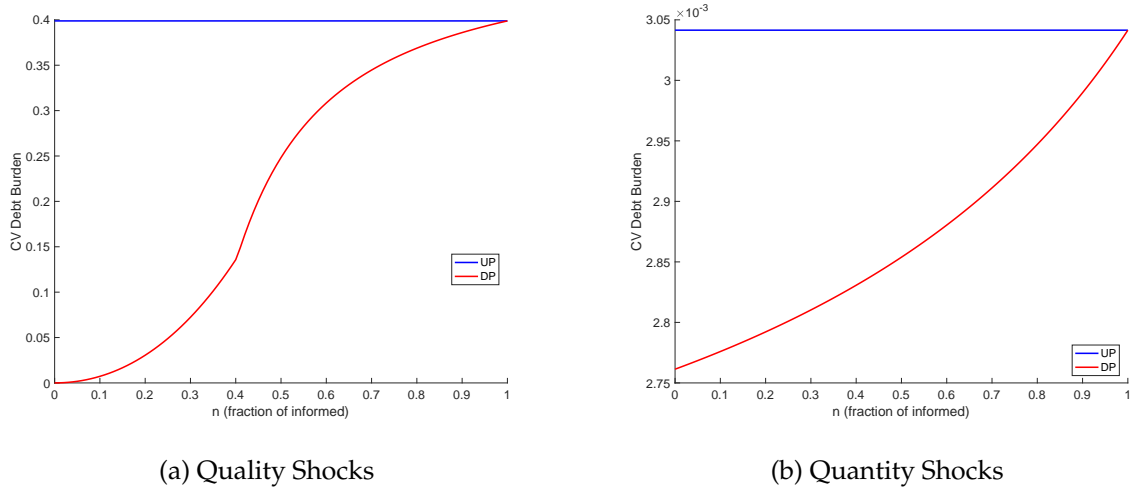 0.4
0.35
0.3
0.25
0.2
0.15
0.1
0.05
0
CV Debt Burden
0 0.1 0.2 0.3 0.4 0.5 0.6 0.7 0.8 0.9 1
n (fraction of informed)
UP
DP
(a) Quality Shocks
×10⁻³
3.05
3
2.95
2.9
2.85
2.8
2.75
CV Debt Burden
0 0.1 0.2 0.3 0.4 0.5 0.6 0.7 0.8 0.9 1
n (fraction of informed)
UP
DP
(b) Quantity Shocks